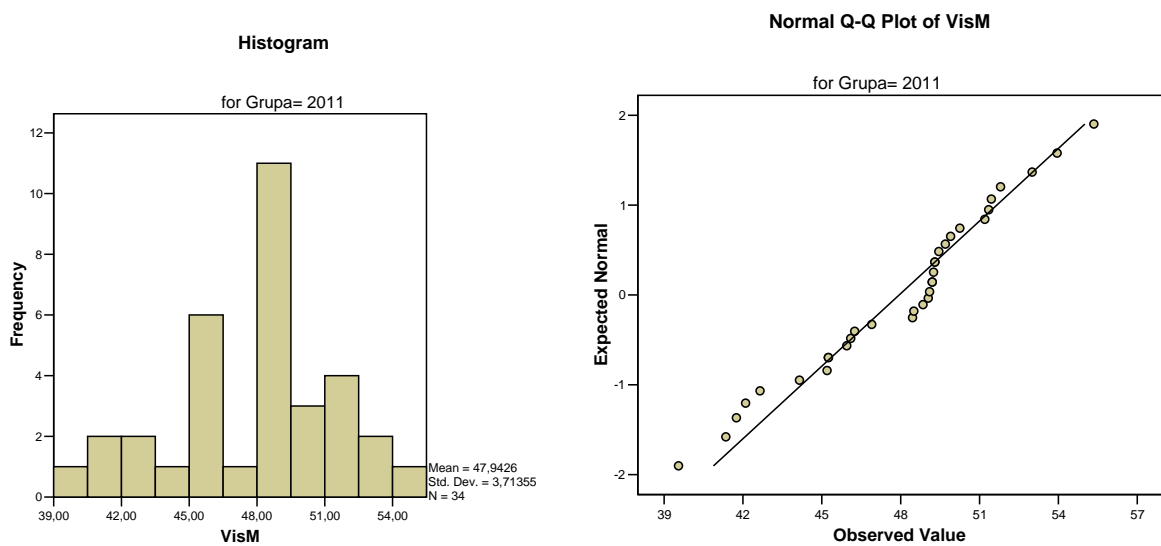 Histogram
for Grupa= 2011
12
10
8
6
4
2
0
Frequency
39,00 42,00 45,00 48,00 51,00 54,00
VisM
Mean = 47,9426
Std. Dev. = 3,71355
N = 34
Normal Q-Q Plot of VisM
for Grupa= 2011
2
1
0
-1
-2
Expected Normal
39 42 45 48 51 54 57
Observed Value